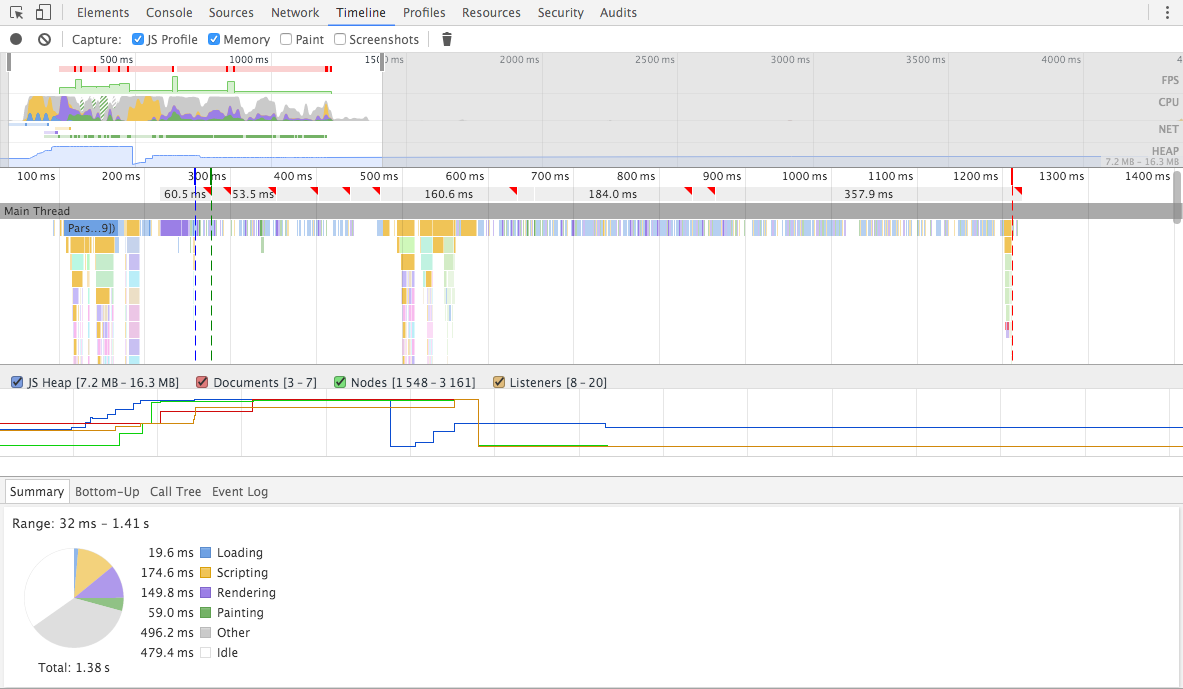 Elements Console Sources Network Timeline Profiles Resources Security Audits
Capture: JS Profile Memory Paint Screenshots
500 ms 1000 ms 1500 ms 2000 ms 2500 ms 3000 ms 3500 ms 4000 ms 4
FPS
CPU
NET
HEAP
7.2 MB – 16.3 MB
100 ms 200 ms 300 ms 400 ms 500 ms 600 ms 700 ms 800 ms 900 ms 1000 ms 1100 ms 1200 ms 1300 ms 1400 ms
60.5 ms 53.5 ms 160.6 ms 184.0 ms 357.9 ms
Main Thread
Pars...9])
JS Heap [7.2 MB – 16.3 MB] Documents [3 – 7] Nodes [1 548 – 3 161] Listeners [8 – 20]
Summary Bottom-Up Call Tree Event Log
Range: 32 ms – 1.41 s
19.6 ms Loading
174.6 ms Scripting
149.8 ms Rendering
59.0 ms Painting
496.2 ms Other
479.4 ms Idle
Total: 1.38 s